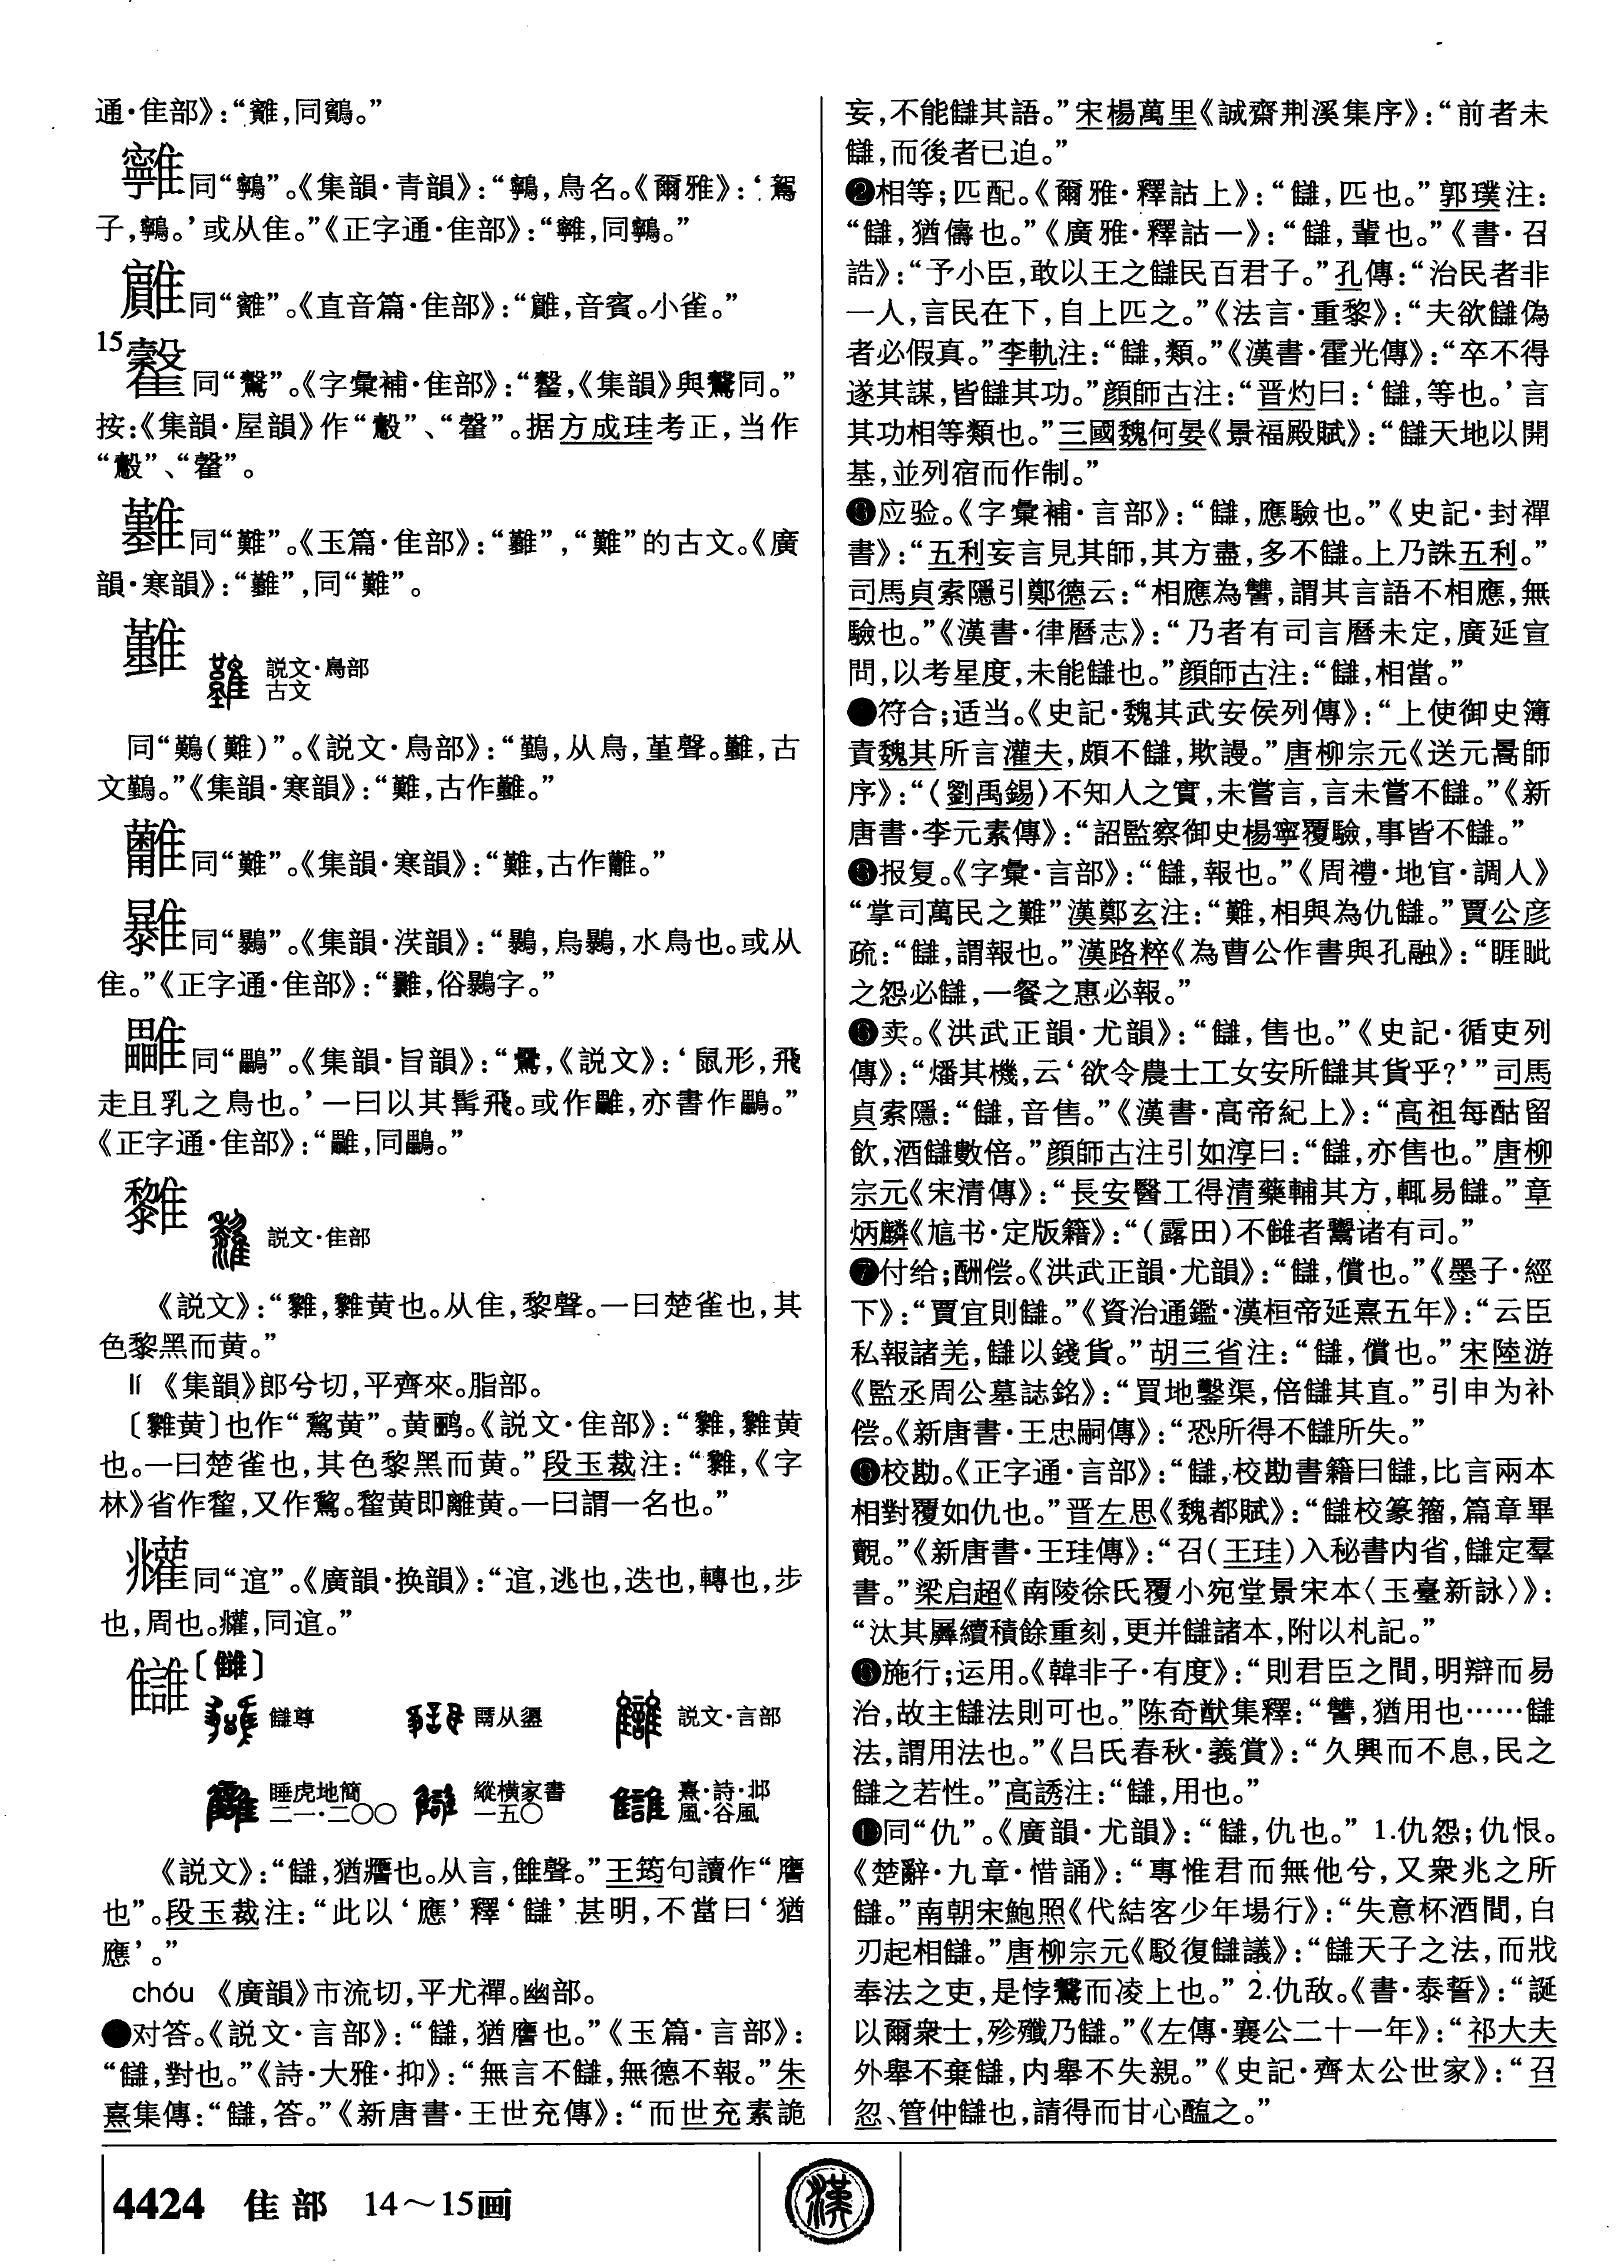 通·隹部》：“䨈，同鶣。”
同“鸋”。《集韻·青韻》：“鸋，鳥名。《爾雅》：‘鴽
子，鸋。’或从隹。”《正字通·隹部》：“，同鸋。”
同“”。《直音篇·隹部》：“，音賓。小雀。”
15
同“鷇”。《字彙補·隹部》：“，《集韻》與鷇同。”
按：《集韻·屋韻》作“”、“”。据方成珪考正，当作
“”、“”。
同“難”。《玉篇·隹部》：“”，“難”的古文。《廣
韻·寒韻》：“”，同“難”。
説文·鳥部
古文
同“鷬（難）”。《説文·鳥部》：“鶧，从鳥，堇聲。，古
文。”《集韻·寒韻》：“難，古作。”
同“難”。《集韻·寒韻》：“難，古作。”
同“鸔”。《集韻·漠韻》：“鸔，烏鸔，水鳥也。或从
隹。”《正字通·隹部》：“，俗鸔字。”
同“鸓”。《集韻·旨韻》：“，《説文》：‘鼠形，飛
走且乳之鳥也。’一曰以其髯飛。或作，亦書作鸓。”
《正字通·隹部》：“，同鸓。”
説文·隹部
《説文》：“䨄，䨄黄也。从隹，黎聲。一曰楚雀也，其
色黎黑而黄。”
lí 《集韻》郎兮切，平齊來。脂部。
〔黄〕也作“鵹黄”。黄鹂。《説文·隹部》：“，黄
也。一曰楚雀也，其色黎黑而黄。”段玉裁注：“，《字
林》省作，又作鵹。黄即離黄。一曰謂一名也。”
同“逭”。《廣韻·换韻》：“逭，逃也，迭也，轉也，步
也，周也。爟，同逭。”
讎〔雔〕
讎尊
䦉从𥁰
説文·言部
睡虎地簡
二一·二〇〇
縱横家書
一五〇
熹·詩·邶
風·谷風
《説文》：“讎，猶譍也。从言，雔聲。”王筠句讀作“譍
也”。段玉裁注：“此以‘應’釋‘讎’甚明，不當曰‘猶
應’。”
chóu 《廣韻》市流切，平尤禪。幽部。
❶对答。《説文·言部》：“讎，猶譍也。”《玉篇·言部》：
“讎，對也。”《詩·大雅·抑》：“無言不讎，無德不報。”朱
熹集傳：“讎，答。”《新唐書·王世充傳》：“而世充素詭
妄，不能讎其語。”宋楊萬里《誠齋荆溪集序》：“前者未
讎，而後者已迫。”
❷相等；匹配。《爾雅·釋詁上》：“讎，匹也。”郭璞注：
“讎，猶儔也。”《廣雅·釋詁一》：“讎，輩也。”《書·召
誥》：“予小臣，敢以王之讎民百君子。”孔傳：“治民者非
一人，言民在下，自上匹之。”《法言·重黎》：“夫欲讎偽
者必假真。”李軌注：“讎，類。”《漢書·霍光傳》：“卒不得
遂其謀，皆讎其功。”顔師古注：“晋灼曰：‘讎，等也。’言
其功相等類也。”三國魏何晏《景福殿賦》：“讎天地以開
基，並列宿而作制。”
❸应验。《字彙補·言部》：“讎，應驗也。”《史記·封禪
書》：“五利妄言見其師，其方盡，多不讎。上乃誅五利。”
司馬貞索隱引鄭德云：“相應為讐，謂其言語不相應，無
驗也。”《漢書·律曆志》：“乃者有司言曆未定，廣延宣
問，以考星度，未能讎也。”顔師古注：“讎，相當。”
❹符合；适当。《史記·魏其武安侯列傳》：“上使御史簿
責魏其所言灌夫，頗不讎，欺謾。”唐柳宗元《送元暠師
序》：“（劉禹錫）不知人之實，未嘗言，言未嘗不讎。”《新
唐書·李元素傳》：“詔監察御史楊寧覆驗，事皆不讎。”
❺报复。《字彙·言部》：“讎，報也。”《周禮·地官·調人》
“掌司萬民之難”漢鄭玄注：“難，相與為仇讎。”賈公彦
疏：“讎，謂報也。”漢路粹《為曹公作書與孔融》：“睚眦
之怨必讎，一餐之惠必報。”
❻卖。《洪武正韻·尤韻》：“讎，售也。”《史記·循吏列
傳》：“燔其機，云‘欲令農士工女安所讎其貨乎？’”司馬
貞索隱：“讎，音售。”《漢書·高帝紀上》：“高祖每酤留
飲，酒讎數倍。”顔師古注引如淳曰：“讎，亦售也。”唐柳
宗元《宋清傳》：“長安醫工得清藥輔其方，輒易讎。”章
炳麟《訄书·定版籍》：“（露田）不雠者鬻诸有司。”
❼付给；酬偿。《洪武正韻·尤韻》：“讎，償也。”《墨子·經
下》：“賈宜則讎。”《資治通鑑·漢桓帝延熹五年》：“云臣
私報諸羌，讎以錢貨。”胡三省注：“讎，償也。”宋陸游
《監丞周公墓誌銘》：“買地鑿渠，倍讎其直。”引申为补
偿。《新唐書·王忠嗣傳》：“恐所得不讎所失。”
❽校勘。《正字通·言部》：“讎，校勘書籍曰讎，比言兩本
相對覆如仇也。”晋左思《魏都賦》：“讎校篆籀，篇章畢
覿。”《新唐書·王珪傳》：“召（王珪）入秘書内省，讎定羣
書。”梁启超《南陵徐氏覆小宛堂景宋本〈玉臺新詠〉》：
“汰其羼續積餘重刻，更并讎諸本，附以札記。”
❾施行；运用。《韓非子·有度》：“則君臣之間，明辯而易
治，故主讎法則可也。”陈奇猷集釋：“讐，猶用也……讎
法，謂用法也。”《吕氏春秋·義賞》：“久興而不息，民之
讎之若性。”高誘注：“讎，用也。”
❿同“仇”。《廣韻·尤韻》：“讎，仇也。” 1.仇怨；仇恨。
《楚辭·九章·惜誦》：“專惟君而無他兮，又衆兆之所
讎。”南朝宋鮑照《代結客少年場行》：“失意杯酒間，白
刃起相讎。”唐柳宗元《駁復讎議》：“讎天子之法，而戕
奉法之吏，是悖驁而凌上也。” 2.仇敌。《書·泰誓》：“誕
以爾衆士，殄殲乃讎。”《左傳·襄公二十一年》：“祁大夫
外舉不棄讎，内舉不失親。”《史記·齊太公世家》：“召
忽、管仲讎也，請得而甘心醢之。”
4424 隹部 14～15画
漢